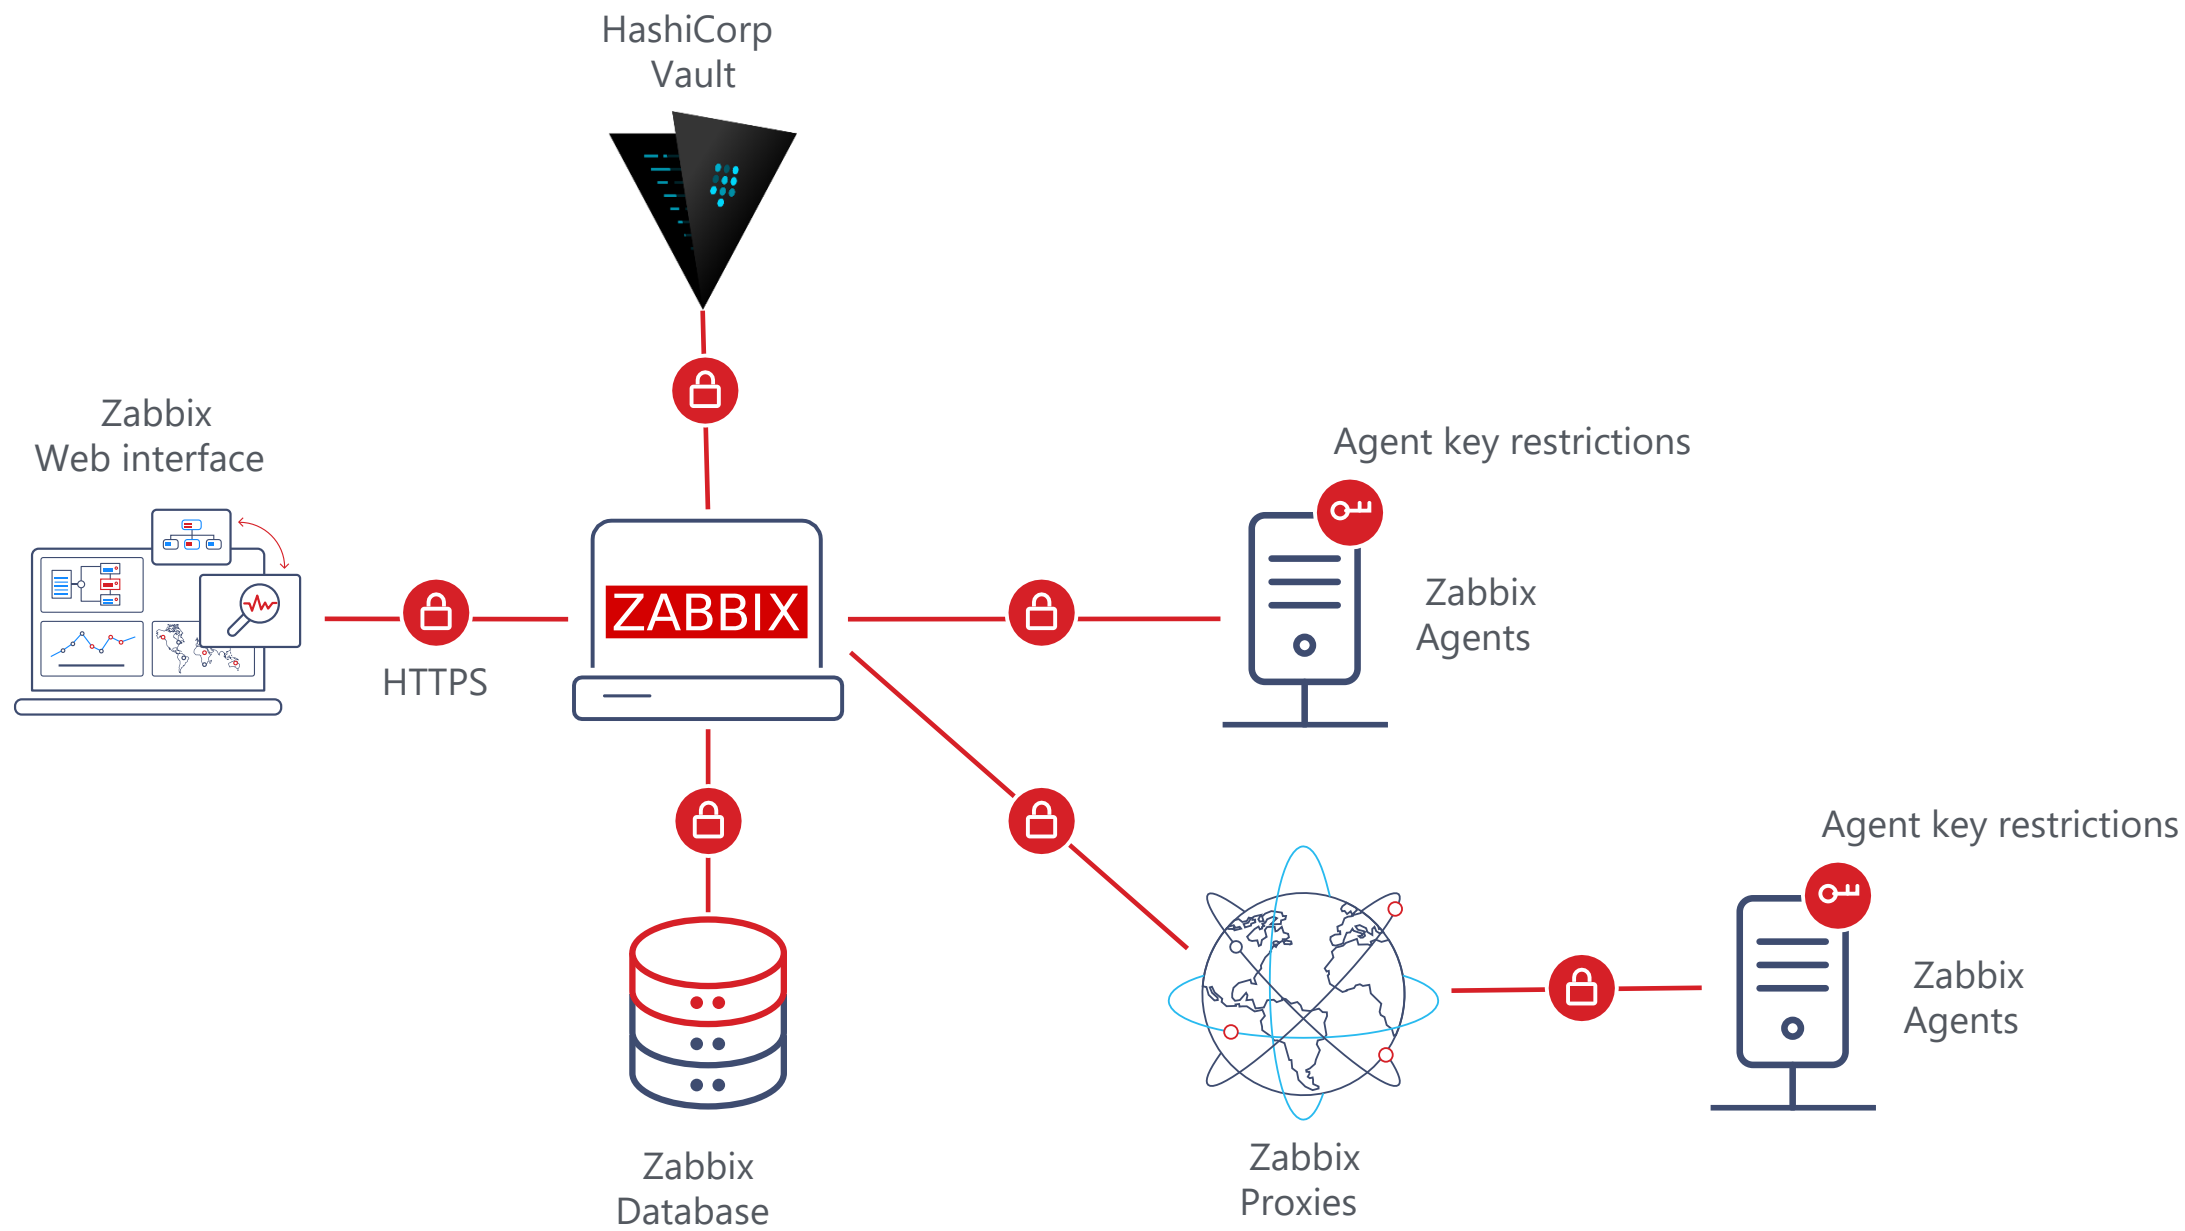 HashiCorp
Vault
Zabbix
Web interface
HTTPS
ZABBIX
Agent key restrictions
Zabbix
Agents
Agent key restrictions
Zabbix
Agents
Zabbix
Database
Zabbix
Proxies